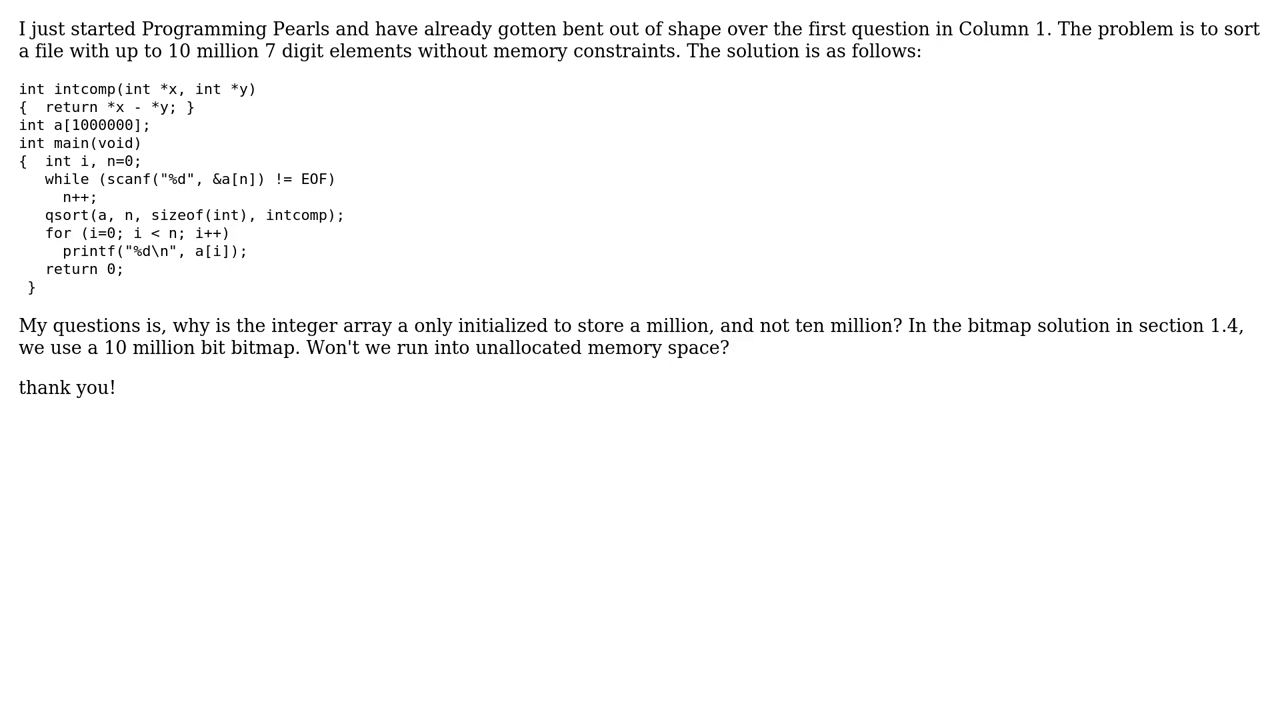 I just started Programming Pearls and have already gotten bent out of shape over the first question in Column 1. The problem is to sort
a file with up to 10 million 7 digit elements without memory constraints. The solution is as follows:
int intcomp(int *x, int *y)
{  return *x - *y; }
int a[1000000];
int main(void)
{  int i, n=0;
   while (scanf("%d", &a[n]) != EOF)
     n++;
   qsort(a, n, sizeof(int), intcomp);
   for (i=0; i < n; i++)
     printf("%d\n", a[i]);
   return 0;
 }
My questions is, why is the integer array a only initialized to store a million, and not ten million? In the bitmap solution in section 1.4,
we use a 10 million bit bitmap. Won't we run into unallocated memory space?
thank you!